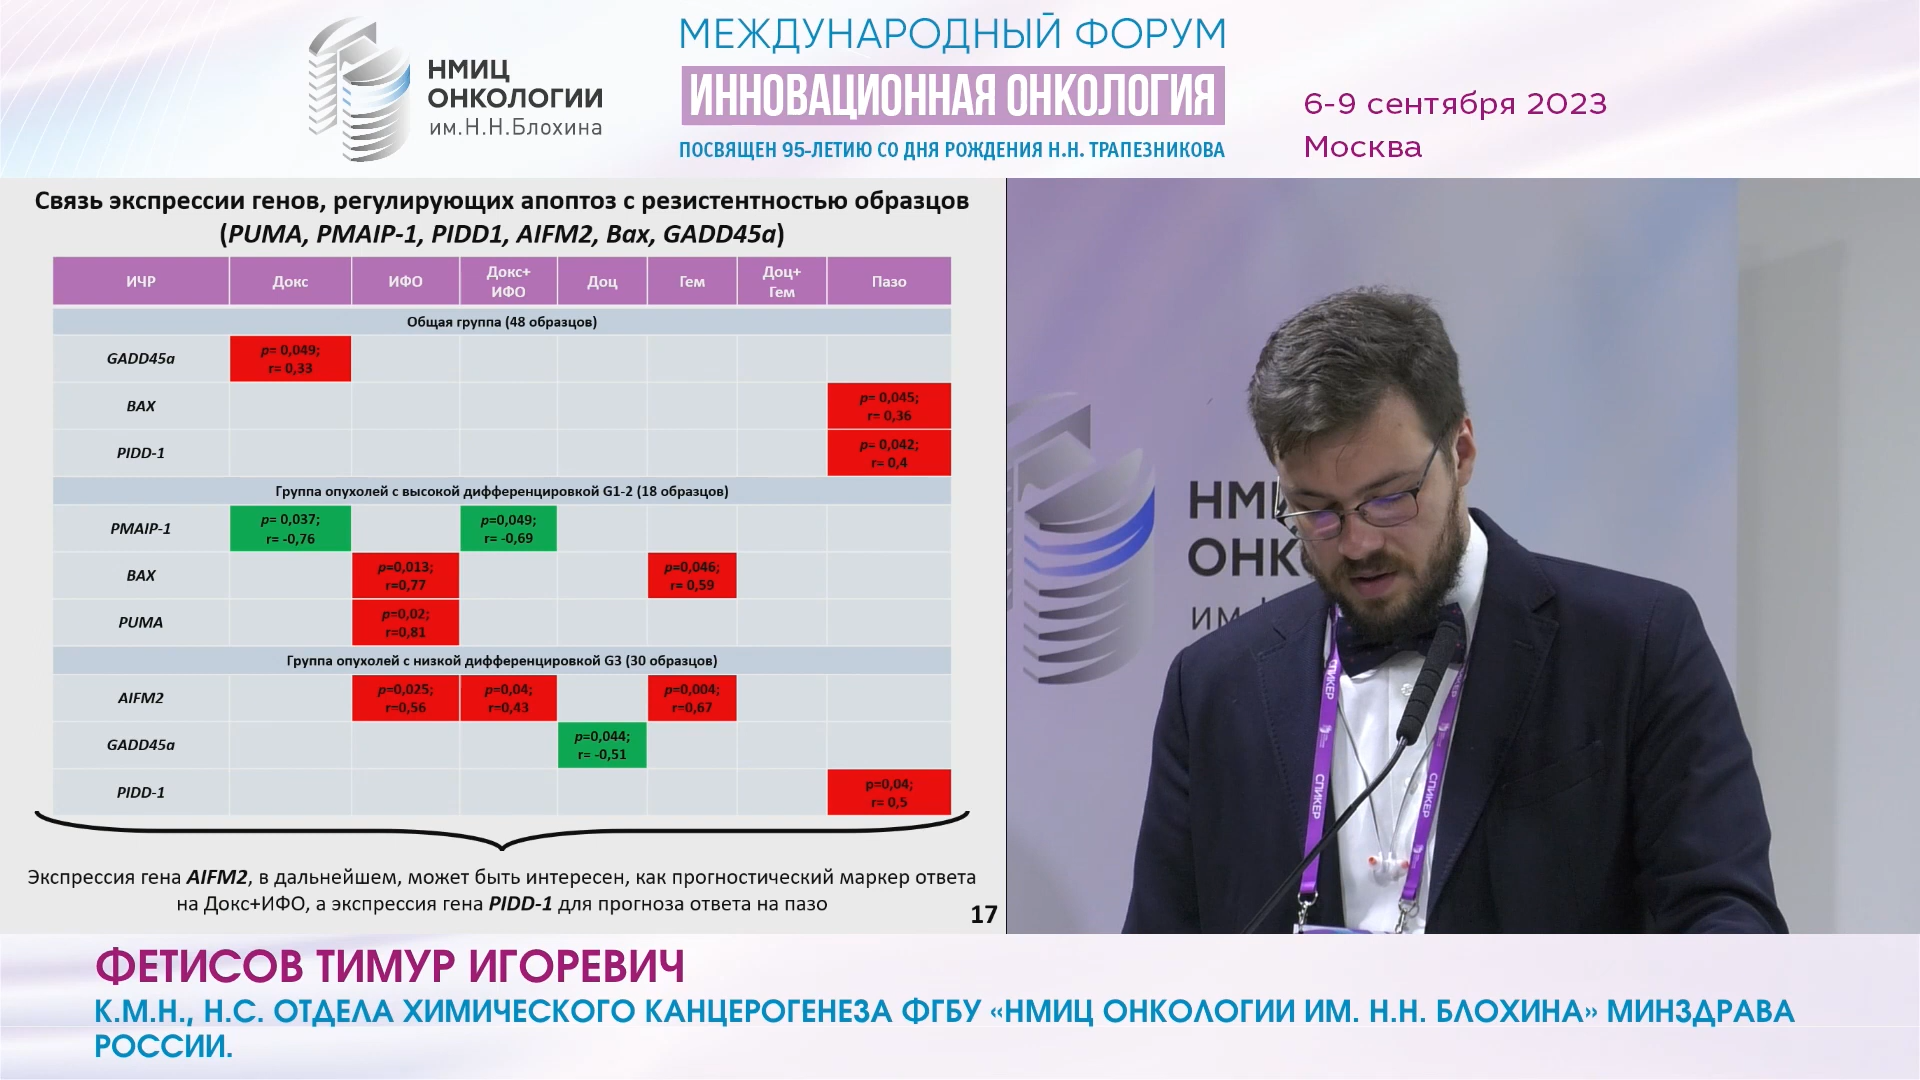 НМИЦ
ОНКОЛОГИИ
им.Н.Н.Блохина
МЕЖДУНАРОДНЫЙ ФОРУМ
ИННОВАЦИОННАЯ ОНКОЛОГИЯ
ПОСВЯЩЕН 95-ЛЕТИЮ СО ДНЯ РОЖДЕНИЯ Н.Н. ТРАПЕЗНИКОВА
6-9 сентября 2023
Москва
Связь экспрессии генов, регулирующих апоптоз с резистентностью образцов
(PUMA, PMAIP-1, PIDD1, AIFM2, Bax, GADD45a)
ИЧР Докс ИФО Докс+ ИФО Доц Гем Доц+ Гем Пазо
Общая группа (48 образцов)
GADD45a p= 0,049; r= 0,33
BAX p= 0,045; r= 0,36
PIDD-1 p= 0,042; r= 0,4
Группа опухолей с высокой дифференцировкой G1-2 (18 образцов)
PMAIP-1 p= 0,037; r= -0,76 p=0,049; r= -0,69
BAX p=0,013; r=0,77 p=0,046; r= 0,59
PUMA p=0,02; r=0,81
Группа опухолей с низкой дифференцировкой G3 (30 образцов)
AIFM2 p=0,025; r=0,56 p=0,04; r=0,43 p=0,004; r=0,67
GADD45a p=0,044; r= -0,51
PIDD-1 p=0,04; r= 0,5
Экспрессия гена AIFM2, в дальнейшем, может быть интересен, как прогностический маркер ответа
на Докс+ИФО, а экспрессия гена PIDD-1 для прогноза ответа на пазо
17
СПИКЕР
СПИКЕР
СПИКЕР
ФЕТИСОВ ТИМУР ИГОРЕВИЧ
К.М.Н., Н.С. ОТДЕЛА ХИМИЧЕСКОГО КАНЦЕРОГЕНЕЗА ФГБУ «НМИЦ ОНКОЛОГИИ ИМ. Н.Н. БЛОХИНА» МИНЗДРАВА
РОССИИ.